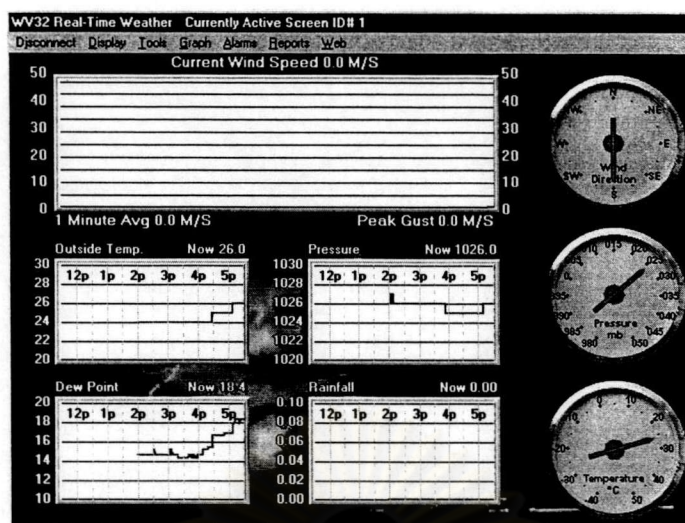 WV32 Real-Time Weather Currently Active Screen ID# 1
Disconnect Display Tools Graph Alarms Reports Web
Current Wind Speed 0.0 M/S
50 50
40 40
30 30
20 20
10 10
0 0
1 Minute Avg 0.0 M/S Peak Gust 0.0 M/S
N
NE
E
SE
S
SW
W
Wind
Direction
Outside Temp. Now 26.0
30
28
26
24
22
20
12p 1p 2p 3p 4p 5p
Pressure Now 1026.0
1030
1028
1026
1024
1022
1020
12p 1p 2p 3p 4p 5p
Pressure
mb
Dew Point Now 18.4
20
18
16
14
12
10
12p 1p 2p 3p 4p 5p
Rainfall Now 0.00
0.10
0.08
0.06
0.04
0.02
0.00
12p 1p 2p 3p 4p 5p
Temperature
°C